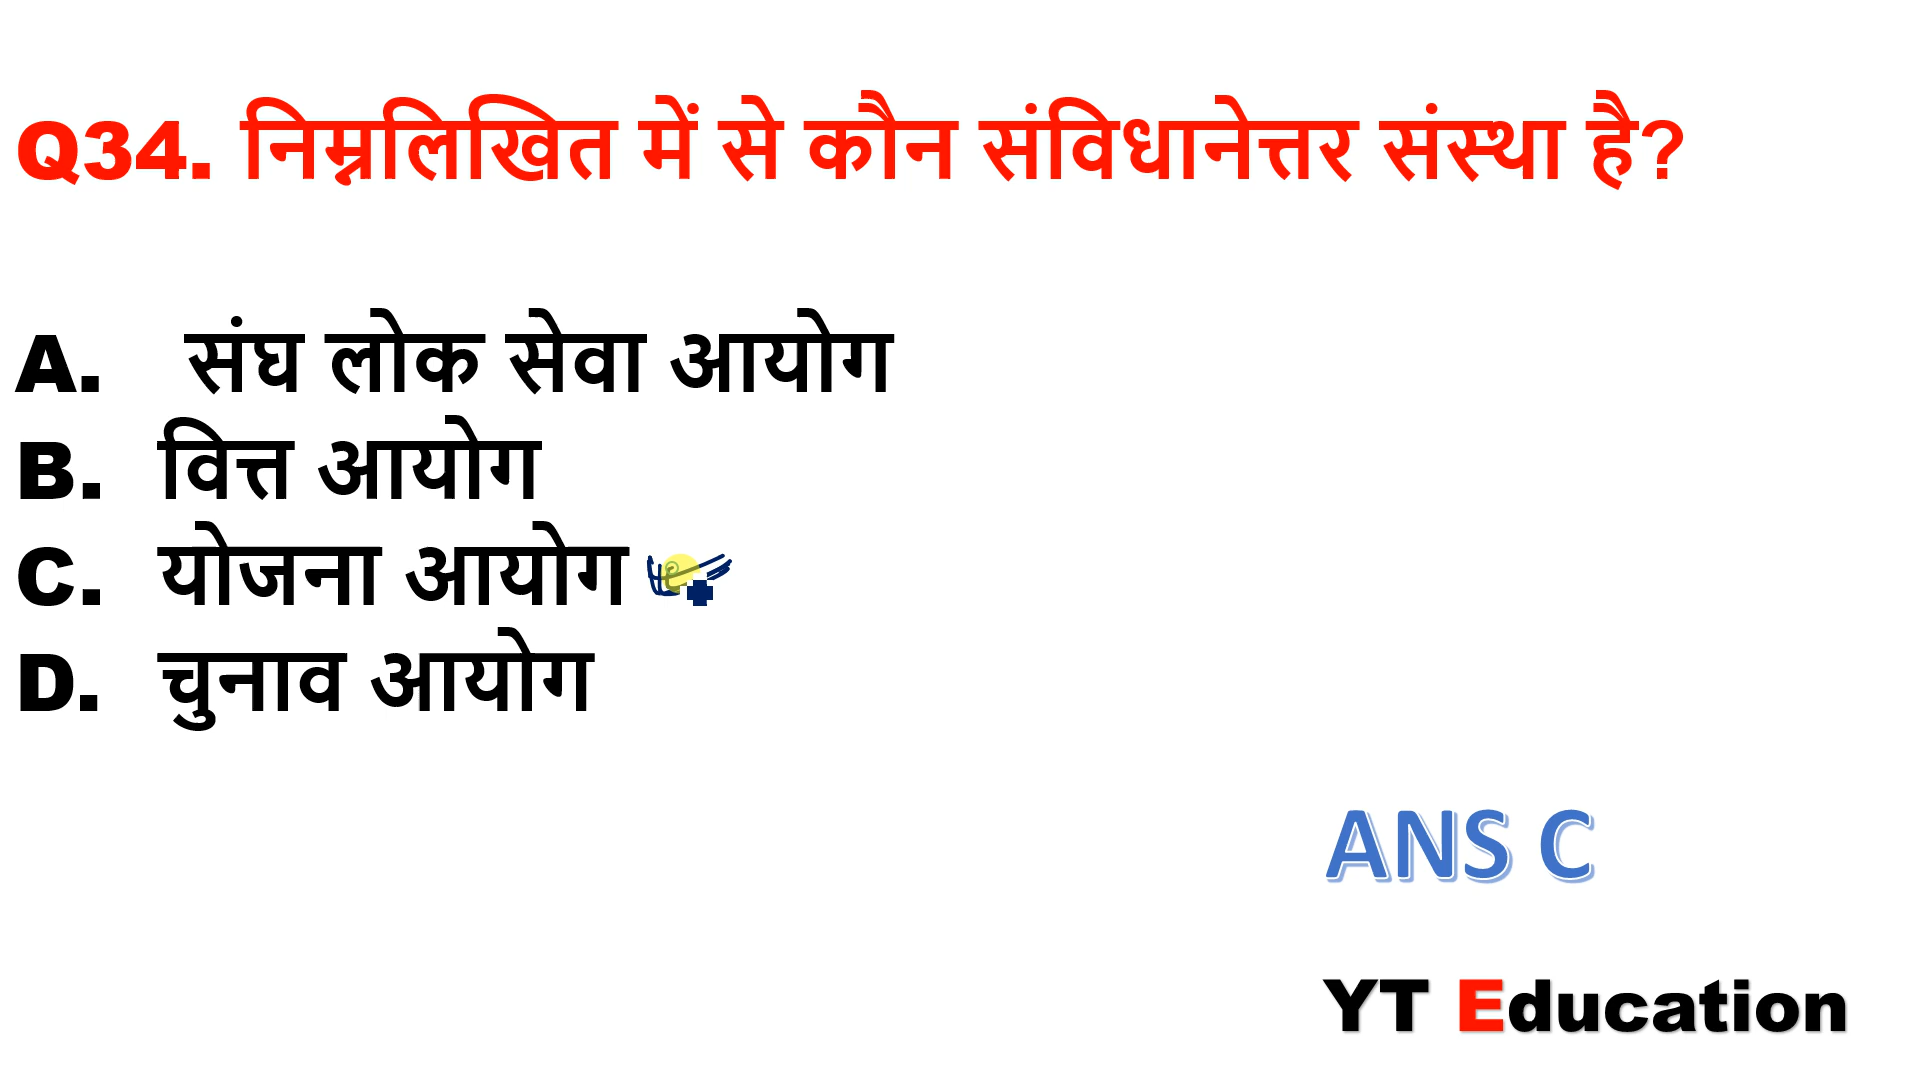 Q34. निम्नलिखित में से कौन संविधानेत्तर संस्था है?
A. संघ लोक सेवा आयोग
B. वित्त आयोग
C. योजना आयोग
D. चुनाव आयोग
ANS C
YT Education